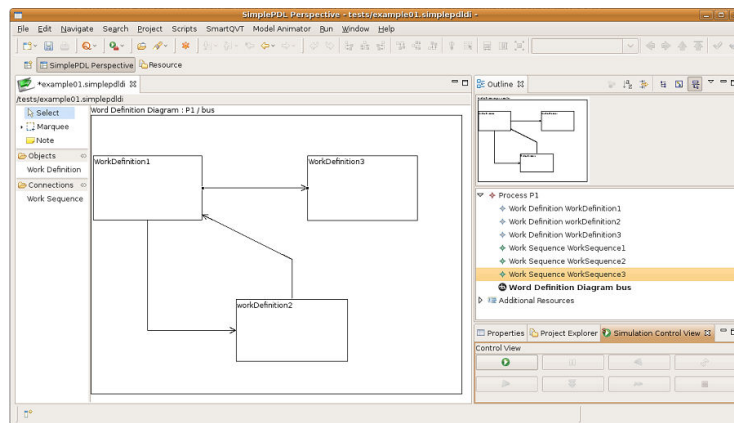 SimplePDL Perspective - tests/example01.simplepdldi -
File Edit Navigate Search Project Scripts SmartQVT Model Animator Run Window Help
SimplePDL Perspective Resource
*example01.simplepdldi
/tests/example01.simplepdldi
Select
Marquee
Note
Objects
Work Definition
Connections
Work Sequence
Word Definition Diagram : P1 / bus
WorkDefinition1
WorkDefinition3
workDefinition2
Outline
Process P1
Work Definition WorkDefinition1
Work Definition workDefinition2
Work Definition WorkDefinition3
Work Sequence WorkSequence1
Work Sequence WorkSequence2
Work Sequence WorkSequence3
Word Definition Diagram bus
Additional Resources
Properties Project Explorer Simulation Control View
Control View